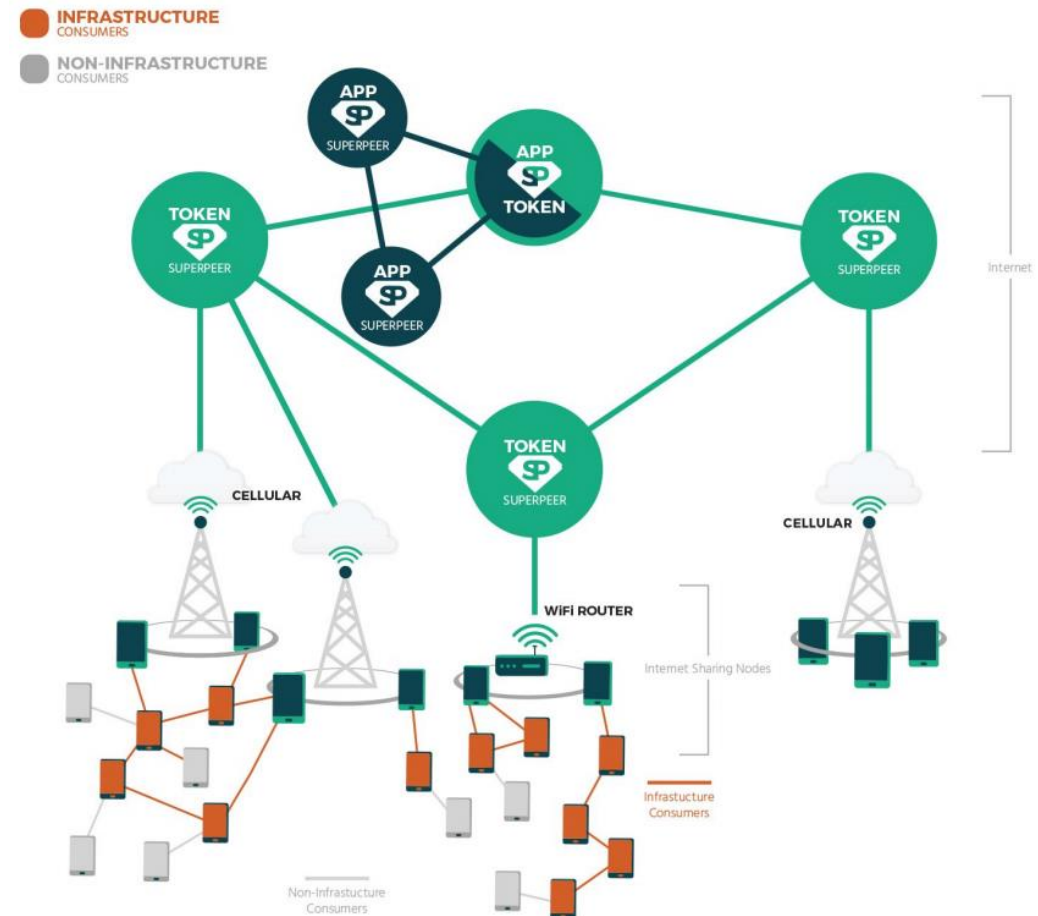 INFRASTRUCTURE
CONSUMERS
NON-INFRASTRUCTURE
CONSUMERS
APP
SP
SUPERPEER
APP
SP
TOKEN
TOKEN
SP
SUPERPEER
TOKEN
SP
SUPERPEER
APP
SP
SUPERPEER
Internet
TOKEN
SP
SUPERPEER
CELLULAR
CELLULAR
WiFi ROUTER
Internet Sharing Nodes
Infrastucture
Consumers
Non-Infrastucture
Consumers